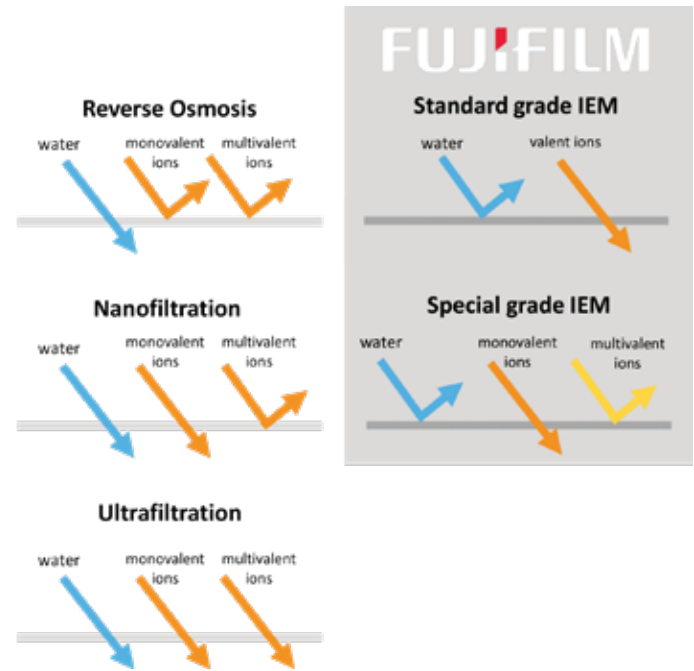 Reverse Osmosis
water
monovalent
ions
multivalent
ions
Nanofiltration
water
monovalent
ions
multivalent
ions
Ultrafiltration
water
monovalent
ions
multivalent
ions
FUJIFILM
Standard grade IEM
water
valent ions
Special grade IEM
water
monovalent
ions
multivalent
ions